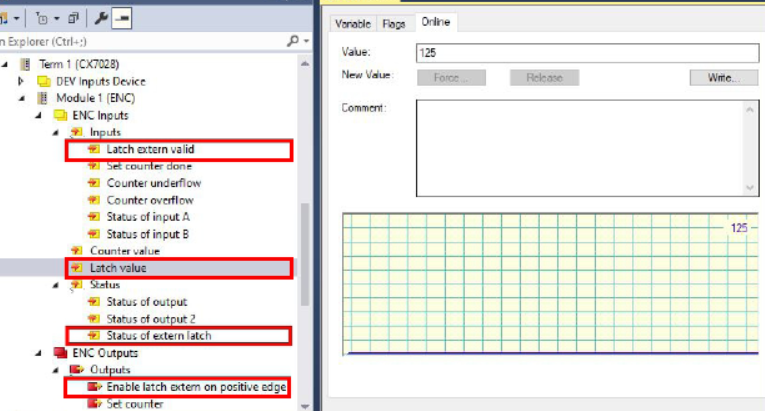 Explorer (Ctrl+;)
Term 1 (CX7028)
DEV Inputs Device
Module 1 (ENC)
ENC Inputs
Inputs
Latch extern valid
Set counter done
Counter underflow
Counter overflow
Status of input A
Status of input B
Counter value
Latch value
Status
Status of output
Status of output 2
Status of extern latch
ENC Outputs
Outputs
Enable latch extern on positive edge
Set counter
Variable Flags Online
Value: 125
New Value: Force... Release Write...
Comment:
125